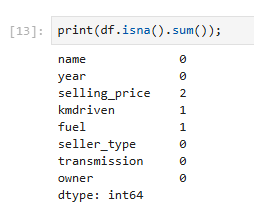 [13]: print(df.isna().sum());
name 0
year 0
selling_price 2
kmdriven 1
fuel 1
seller_type 0
transmission 0
owner 0
dtype: int64